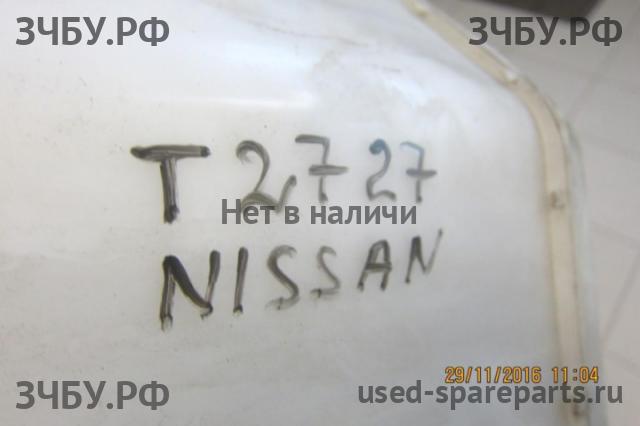 ЗЧБУ.РФ ЗЧБУ.РФ
T2727
Нет в наличи
NISSAN
29/11/2016 11:04
ЗЧБУ.РФ used-spareparts.ru